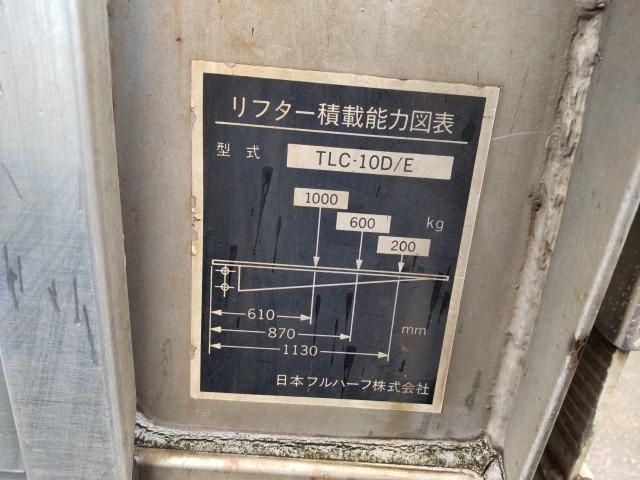 リフター積載能力図表
型式 TLC-10D/E
1000
600 kg
200
610
870 mm
1130
日本フルハーフ株式会社